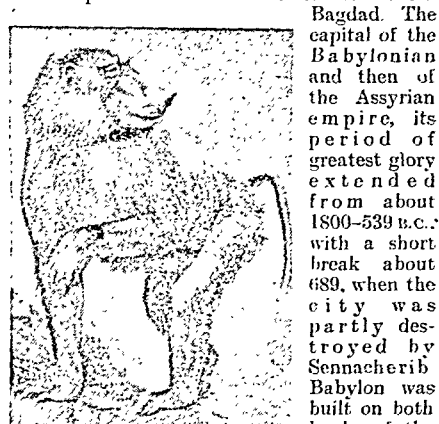 Bagdad. The
capital of the
Babylonian
and then of
the Assyrian
empire, its
period of
greatest glory
extended
from about
1800–539 B.C.:
with a short
break about
689, when the
city was
partly des-
troyed by
Sennacherib
Babylon was
built on both